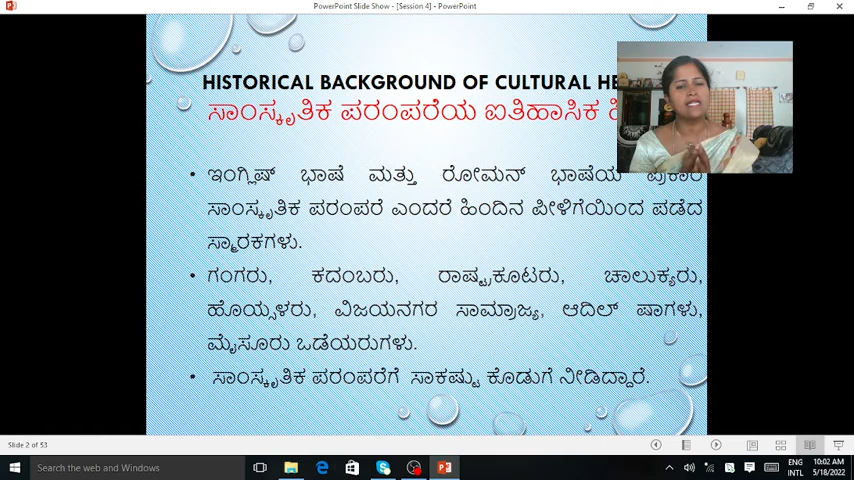 PowerPoint Slide Show - [Session 4] - PowerPoint
HISTORICAL BACKGROUND OF CULTURAL
ಸಾಂಸ್ಕೃತಿಕ ಪರಂಪರೆಯ ಐತಿಹಾಸಿಕ
• ಇಂಗ್ಲಿಷ್ ಭಾಷೆ ಮತ್ತು ರೋಮನ್ ಭಾಷೆಯ ಪ್ರಕಾರ
ಸಾಂಸ್ಕೃತಿಕ ಪರಂಪರೆ ಎಂದರೆ ಹಿಂದಿನ ಪೀಳಿಗೆಯಿಂದ ಪಡೆದ
ಸ್ಮಾರಕಗಳು.
• ಗಂಗರು, ಕದಂಬರು, ರಾಷ್ಟ್ರಕೂಟರು, ಚಾಲುಕ್ಯರು,
ಹೊಯ್ಸಳರು, ವಿಜಯನಗರ ಸಾಮ್ರಾಜ್ಯ, ಆದಿಲ್ ಷಾಗಳು,
ಮೈಸೂರು ಒಡೆಯರುಗಳು.
• ಸಾಂಸ್ಕೃತಿಕ ಪರಂಪರೆಗೆ ಸಾಕಷ್ಟು ಕೊಡುಗೆ ನೀಡಿದ್ದಾರೆ.
Slide 2 of 53
Search the web and Windows
ENG
INTL
10:02 AM
5/18/2022